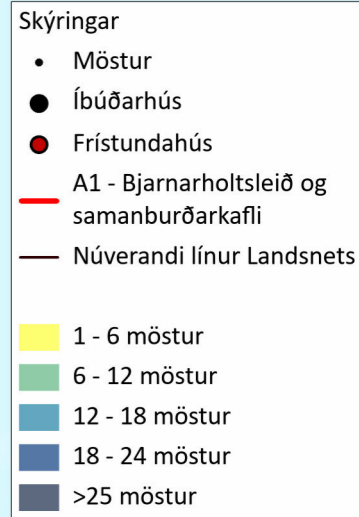 Skýringar
Möstur
Íbúðarhús
Frístundahús
A1 - Bjarnarholtsleið og
samanburðarkafli
Núverandi línur Landsnets
1 - 6 möstur
6 - 12 möstur
12 - 18 möstur
18 - 24 möstur
>25 möstur